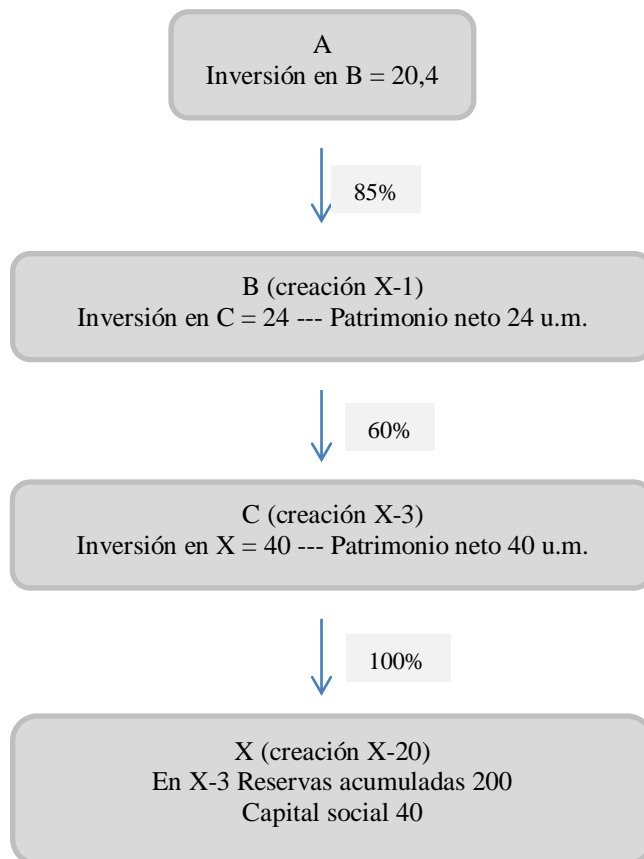 A
Inversión en B = 20,4
85%
B (creación X-1)
Inversión en C = 24 --- Patrimonio neto 24 u.m.
60%
C (creación X-3)
Inversión en X = 40 --- Patrimonio neto 40 u.m.
100%
X (creación X-20)
En X-3 Reservas acumuladas 200
Capital social 40